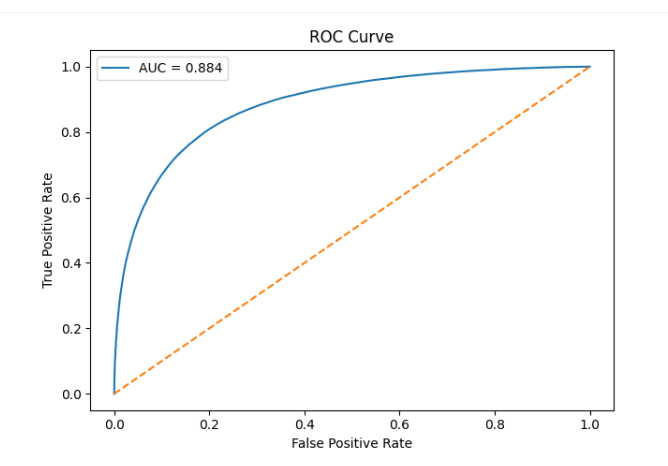 ROC Curve
AUC = 0.884
True Positive Rate
1.0
0.8
0.6
0.4
0.2
0.0
0.0 0.2 0.4 0.6 0.8 1.0
False Positive Rate